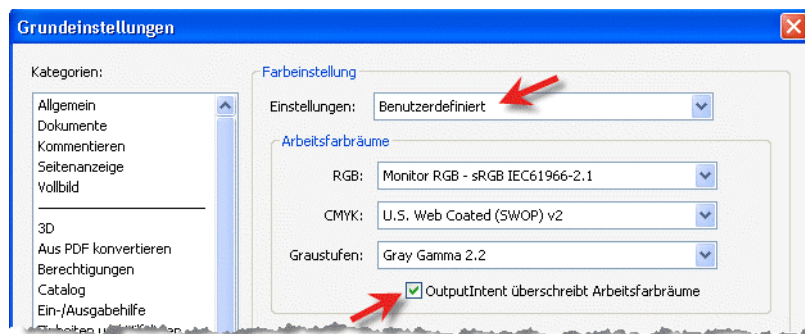 Grundeinstellungen
Kategorien:
Allgemein
Dokumente
Kommentieren
Seitenanzeige
Vollbild
3D
Aus PDF konvertieren
Berechtigungen
Catalog
Ein-/Ausgabehilfe
Farbeinstellung
Einstellungen: Benutzerdefiniert
Arbeitsfarbräume
RGB: Monitor RGB - sRGB IEC61966-2.1
CMYK: U.S. Web Coated (SWOP) v2
Graustufen: Gray Gamma 2.2
OutputIntent überschreibt Arbeitsfarbräume